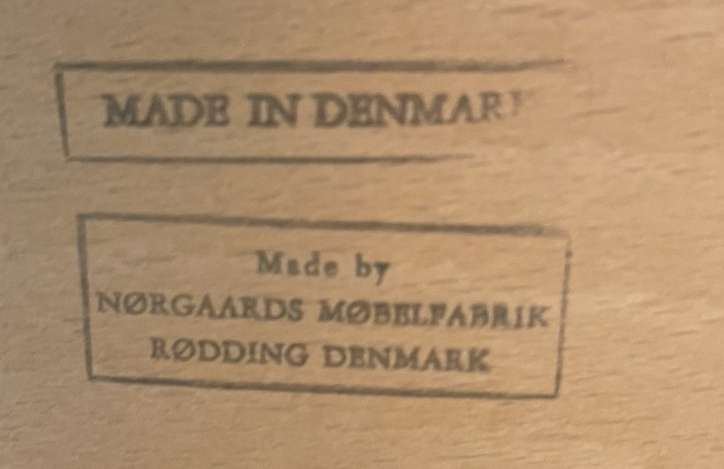 MADE IN DENMARK
Made by
NØRGAARDS MØBELFABRIK
RØDDING DENMARK